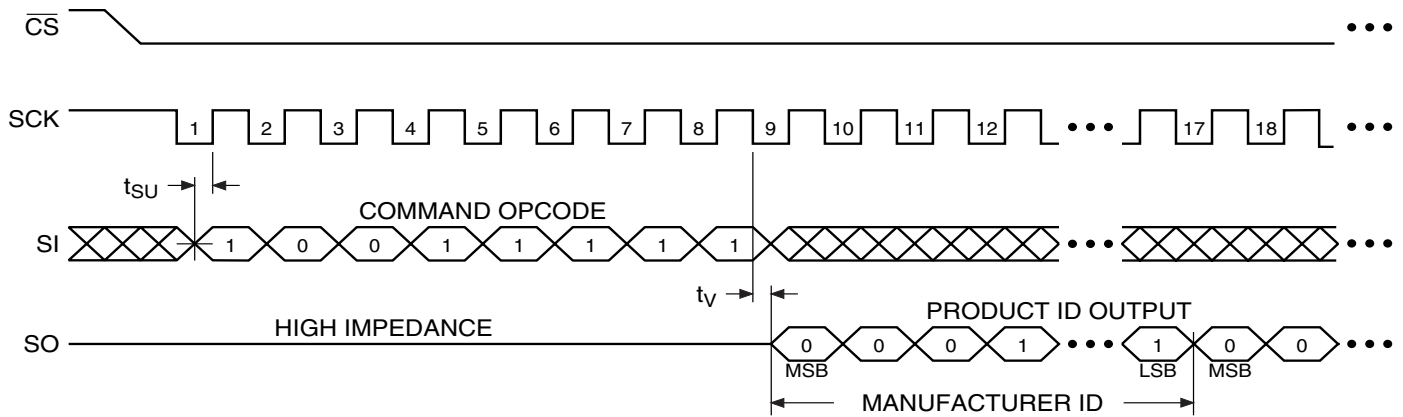 CS
SCK
1 2 3 4 5 6 7 8 9 10 11 12 17 18
tSU
COMMAND OPCODE
SI
1 0 0 1 1 1 1 1
tV
HIGH IMPEDANCE
PRODUCT ID OUTPUT
SO
0 0 0 1 1 0 0
MSB LSB MSB
MANUFACTURER ID